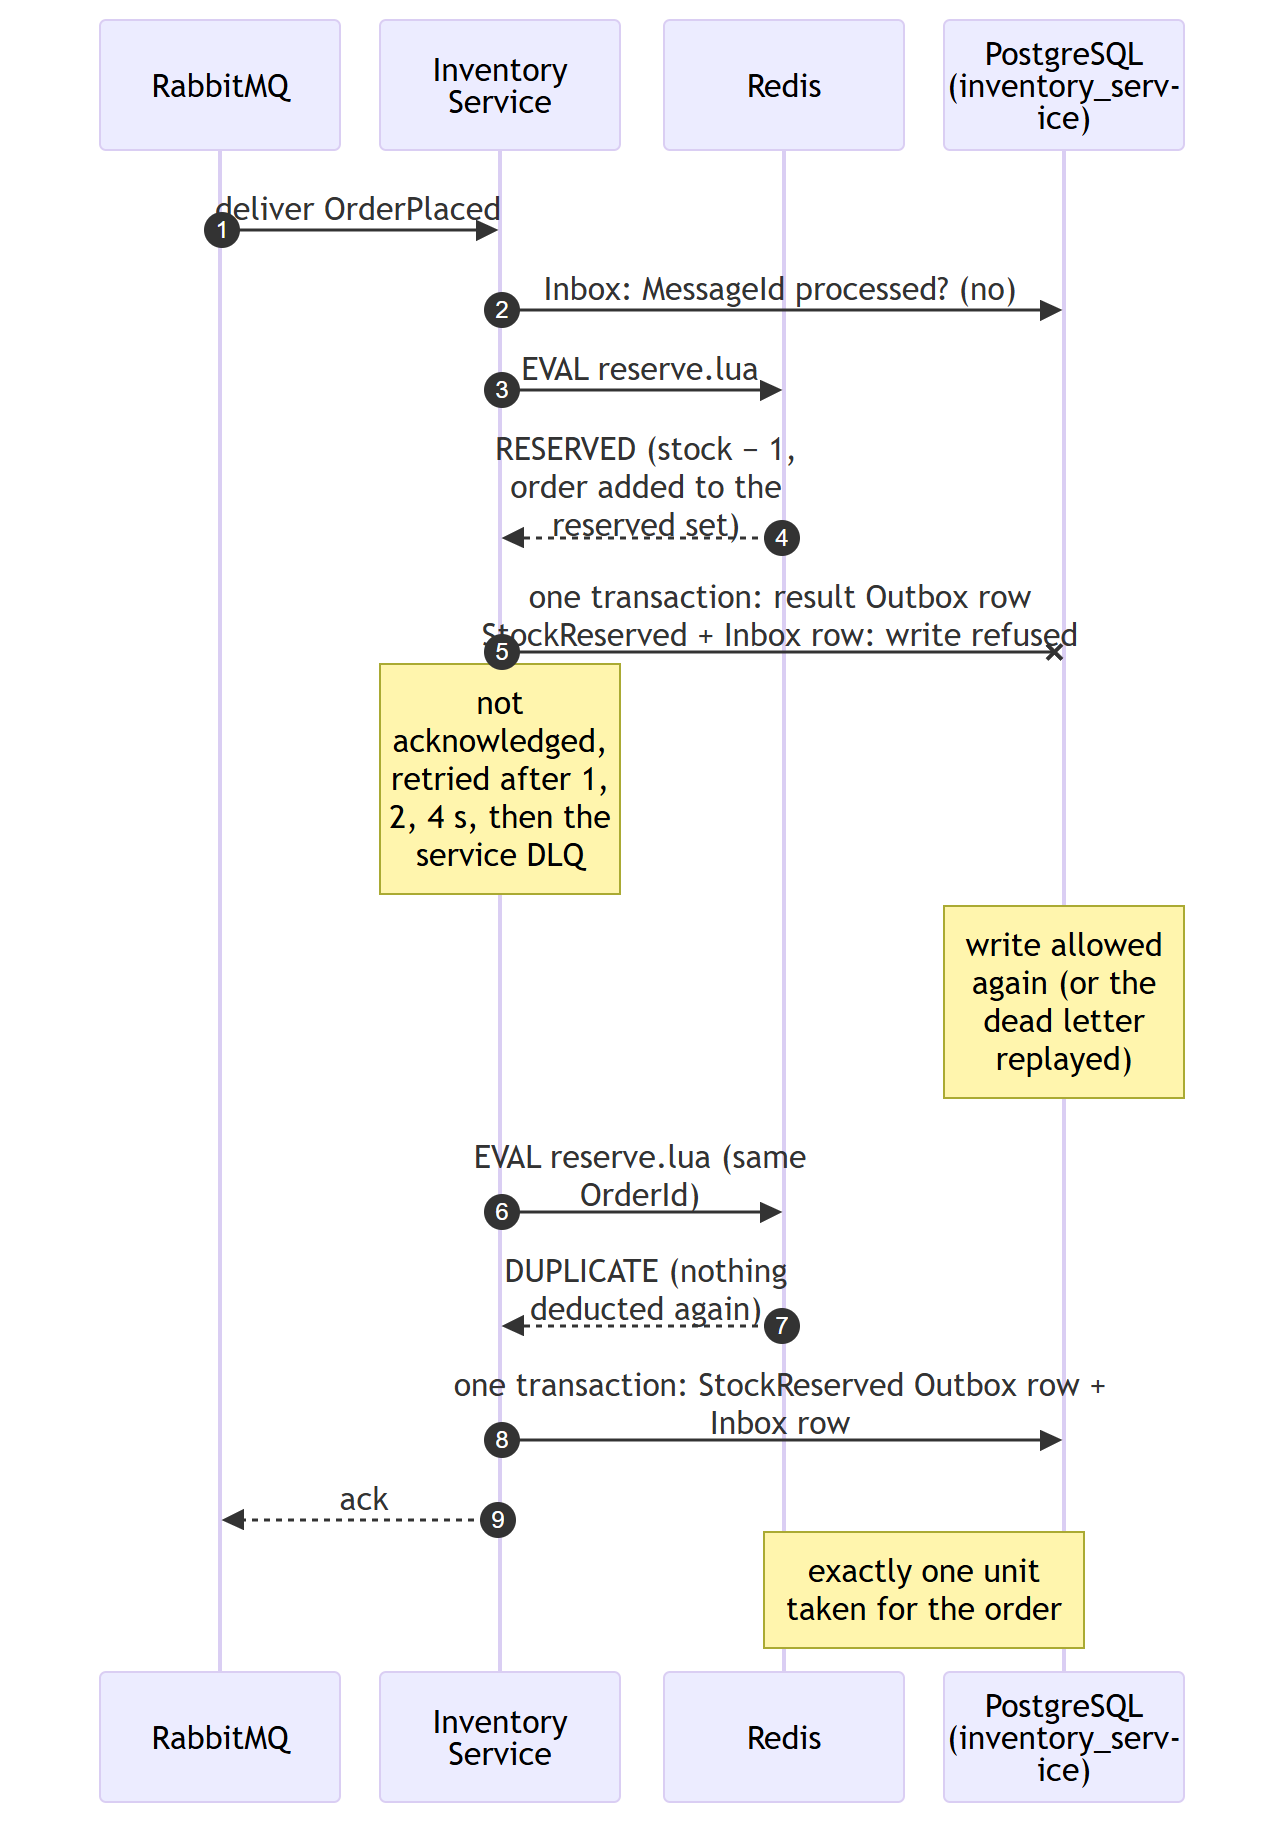 RabbitMQ
Inventory
Service
Redis
PostgreSQL
(inventory_serv-
ice)
deliver OrderPlaced
1
Inbox: MessageId processed? (no)
2
EVAL reserve.lua
3
RESERVED (stock − 1,
order added to the
reserved set)
4
one transaction: result Outbox row
StockReserved + Inbox row: write refused
5
not
acknowledged,
retried after 1,
2, 4 s, then the
service DLQ
write allowed
again (or the
dead letter
replayed)
EVAL reserve.lua (same
OrderId)
6
DUPLICATE (nothing
deducted again)
7
one transaction: StockReserved Outbox row +
Inbox row
8
ack
9
exactly one unit
taken for the order
RabbitMQ
Inventory
Service
Redis
PostgreSQL
(inventory_serv-
ice)